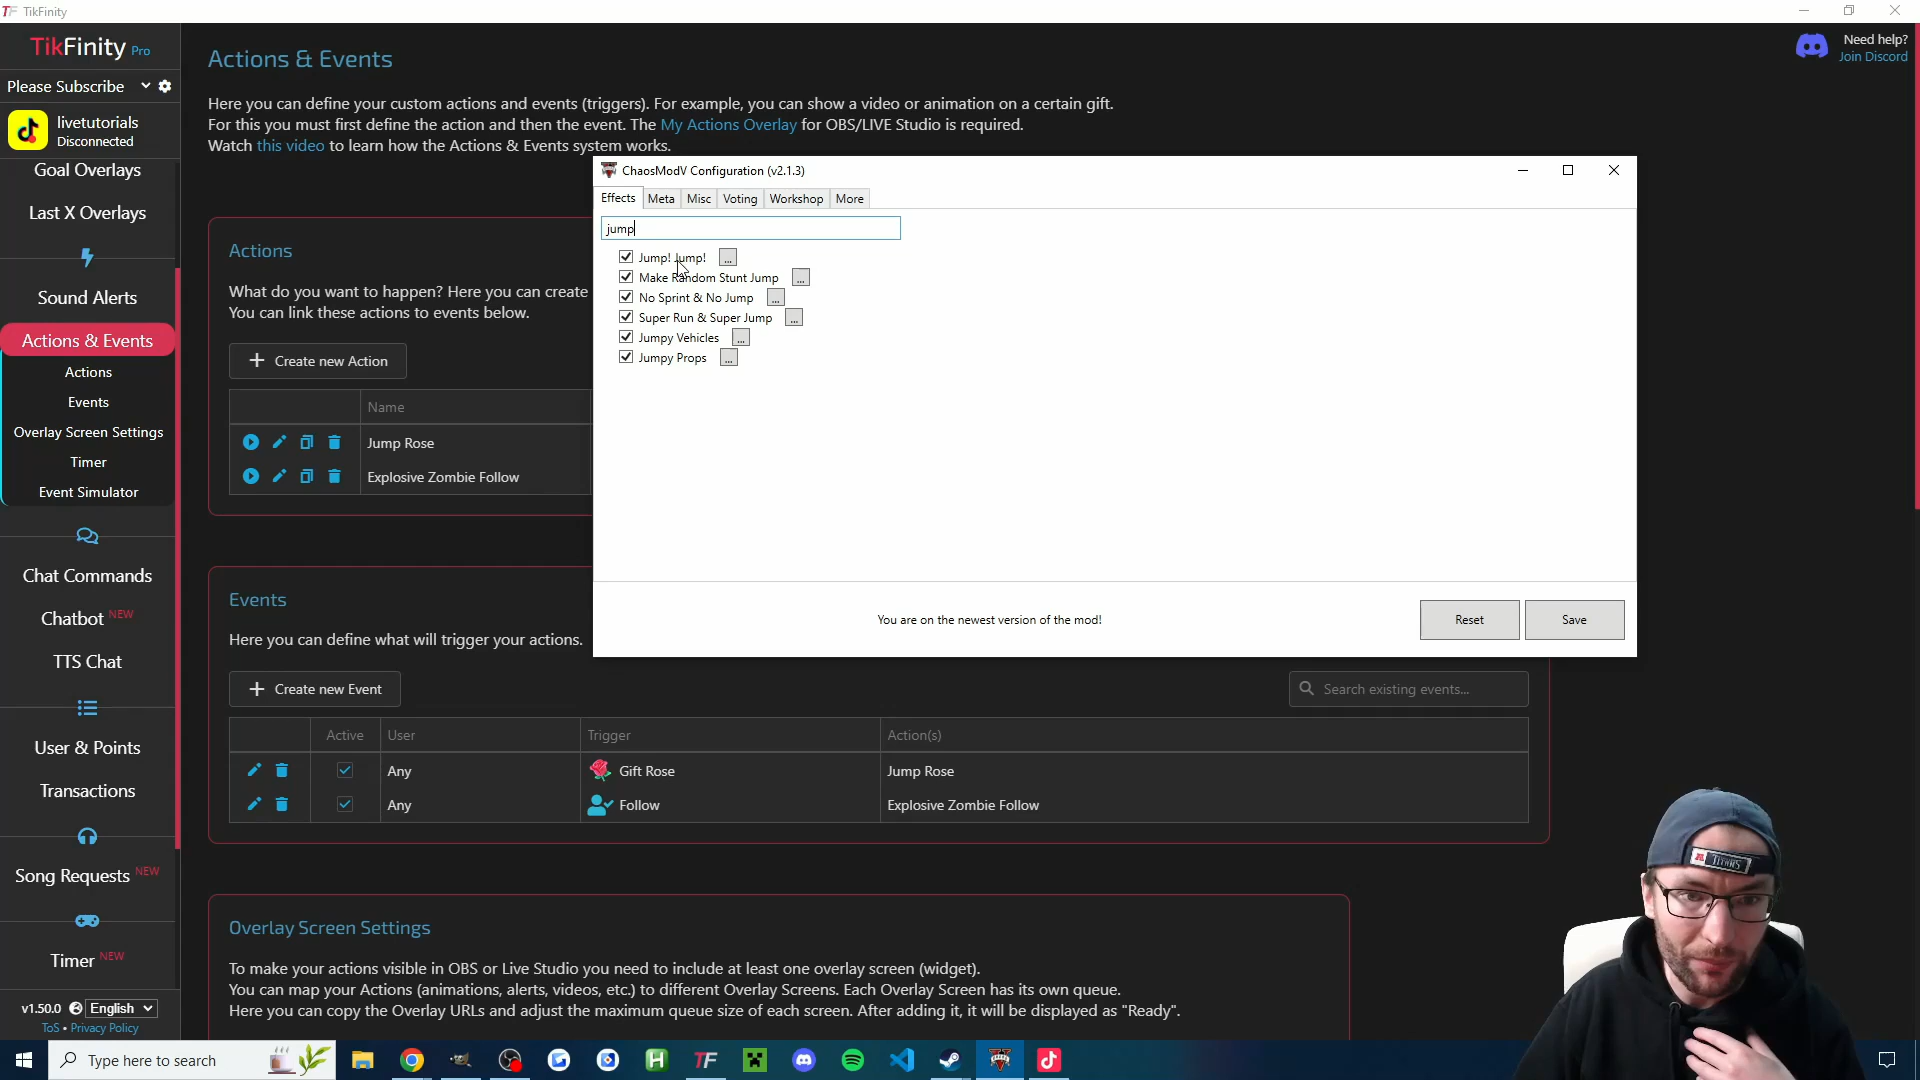 TikFinity
TikFinity Pro
Please Subscribe
livetutorials
Disconnected
Goal Overlays
Last X Overlays
Sound Alerts
Actions & Events
Actions
Events
Overlay Screen Settings
Timer
Event Simulator
Chat Commands
Chatbot NEW
TTS Chat
User & Points
Transactions
Song Requests NEW
Timer NEW
v1.50.0 English
ToS • Privacy Policy
Actions & Events
Need help?
Join Discord
Here you can define your custom actions and events (triggers). For example, you can show a video or animation on a certain gift.
For this you must first define the action and then the event. The My Actions Overlay for OBS/LIVE Studio is required.
Watch this video to learn how the Actions & Events system works.
Actions
What do you want to happen? Here you can create
You can link these actions to events below.
+ Create new Action
Name
Jump Rose
Explosive Zombie Follow
ChaosModV Configuration (v2.1.3)
Effects Meta Misc Voting Workshop More
jump
Jump! Jump! ...
Make Random Stunt Jump ...
No Sprint & No Jump ...
Super Run & Super Jump ...
Jumpy Vehicles ...
Jumpy Props ...
You are on the newest version of the mod!
Reset Save
Events
Here you can define what will trigger your actions.
+ Create new Event
Search existing events...
Active User Trigger Action(s)
Any Gift Rose Jump Rose
Any Follow Explosive Zombie Follow
Overlay Screen Settings
To make your actions visible in OBS or Live Studio you need to include at least one overlay screen (widget).
You can map your Actions (animations, alerts, videos, etc.) to different Overlay Screens. Each Overlay Screen has its own queue.
Here you can copy the Overlay URLs and adjust the maximum queue size of each screen. After adding it, it will be displayed as "Ready".
TITANS
Type here to search
H
TF